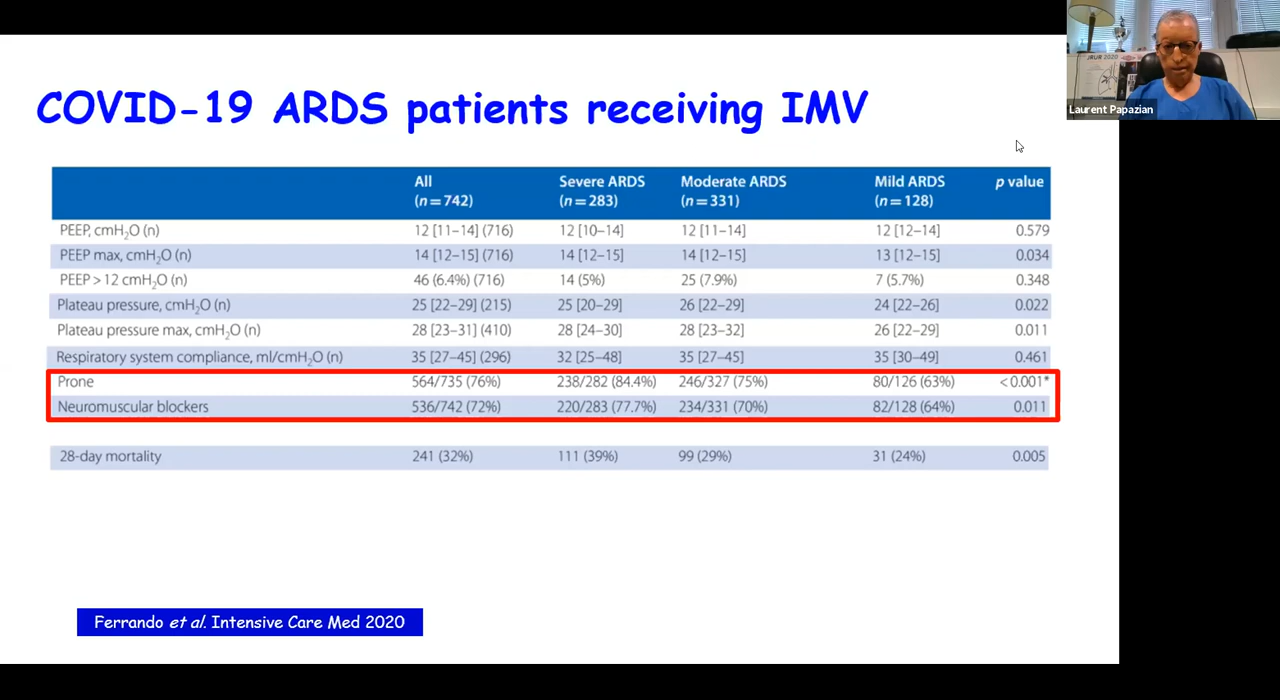 COVID-19 ARDS patients receiving IMV
JRUR 2020
Laurent Papazian
All Severe ARDS Moderate ARDS Mild ARDS p value
(n=742) (n=283) (n=331) (n=128)
PEEP, cmH₂O (n) 12 [11–14] (716) 12 [10–14] 12 [11–14] 12 [12–14] 0.579
PEEP max, cmH₂O (n) 14 [12–15] (716) 14 [12–15] 14 [12–15] 13 [12–15] 0.034
PEEP > 12 cmH₂O (n) 46 (6.4%) (716) 14 (5%) 25 (7.9%) 7 (5.7%) 0.348
Plateau pressure, cmH₂O (n) 25 [22–29] (215) 25 [20–29] 26 [22–29] 24 [22–26] 0.022
Plateau pressure max, cmH₂O (n) 28 [23–31] (410) 28 [24–30] 28 [23–32] 26 [22–29] 0.011
Respiratory system compliance, ml/cmH₂O (n) 35 [27–45] (296) 32 [25–48] 35 [27–45] 35 [30–49] 0.461
Prone 564/735 (76%) 238/282 (84.4%) 246/327 (75%) 80/126 (63%) <0.001*
Neuromuscular blockers 536/742 (72%) 220/283 (77.7%) 234/331 (70%) 82/128 (64%) 0.011
28-day mortality 241 (32%) 111 (39%) 99 (29%) 31 (24%) 0.005
Ferrando et al. Intensive Care Med 2020